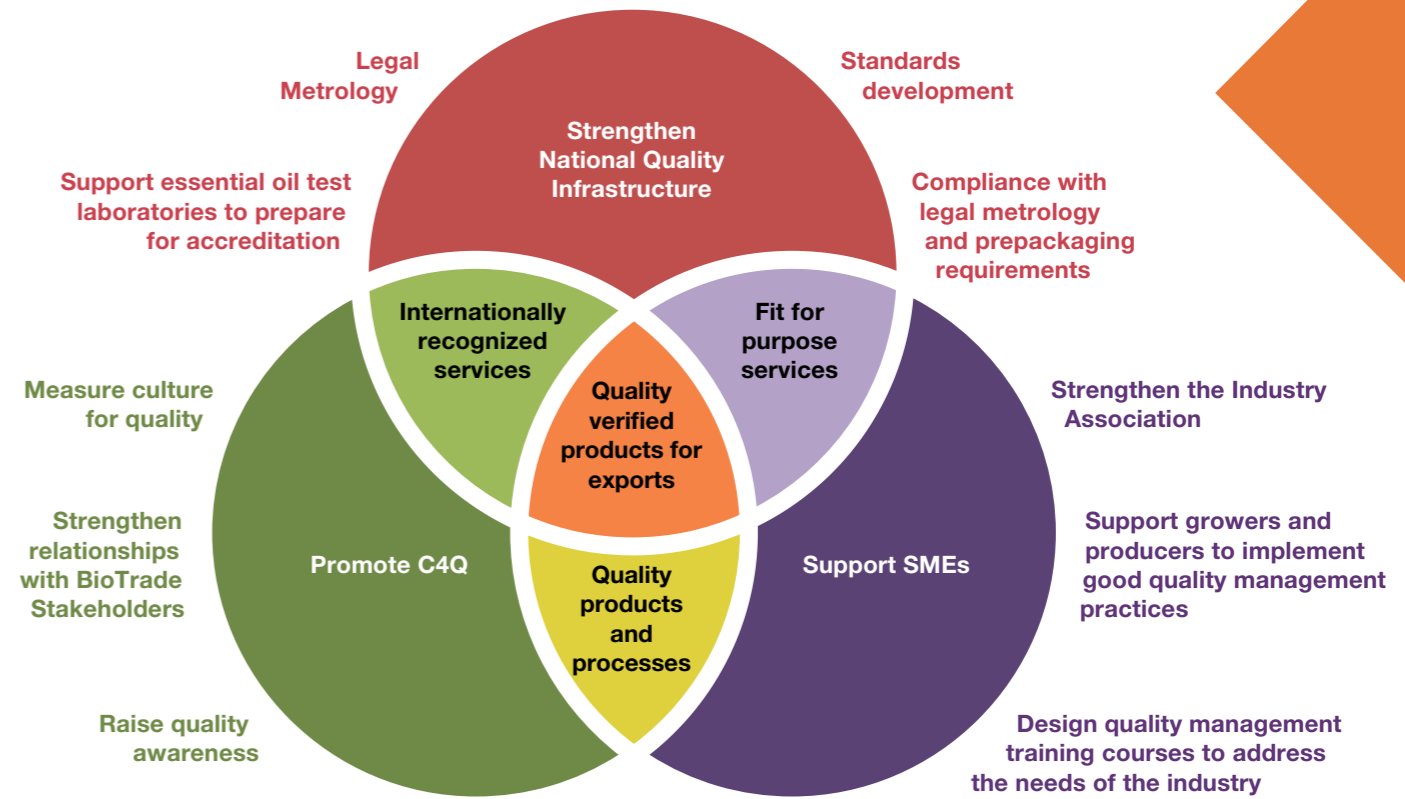 Legal
Metrology
Standards
development
Strengthen
National Quality
Infrastructure
Support essential oil test
laboratories to prepare
for accreditation
Compliance with
legal metrology
and prepackaging
requirements
Internationally
recognized
services
Fit for
purpose
services
Quality
verified
products for
exports
Measure culture
for quality
Strengthen the Industry
Association
Strengthen
relationships
with BioTrade
Stakeholders
Promote C4Q
Quality
products
and
processes
Support SMEs
Support growers and
producers to implement
good quality management
practices
Raise quality
awareness
Design quality management
training courses to address
the needs of the industry